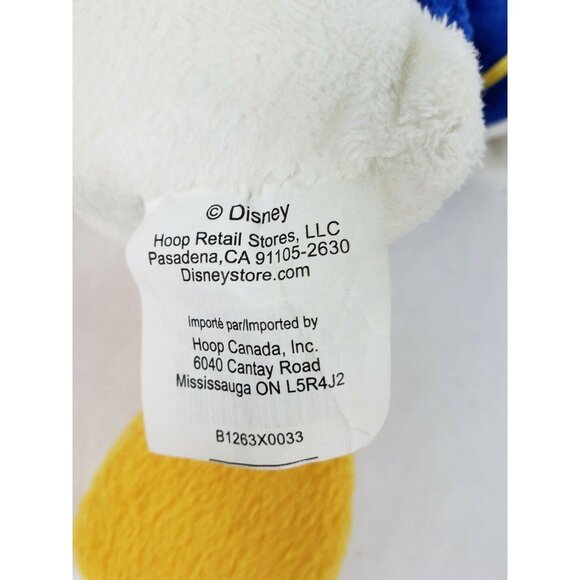 © Disney
Hoop Retail Stores, LLC
Pasadena,CA 91105-2630
Disneystore.com
Importé par/Imported by
Hoop Canada, Inc.
6040 Cantay Road
Mississauga ON L5R4J2
B1263X0033